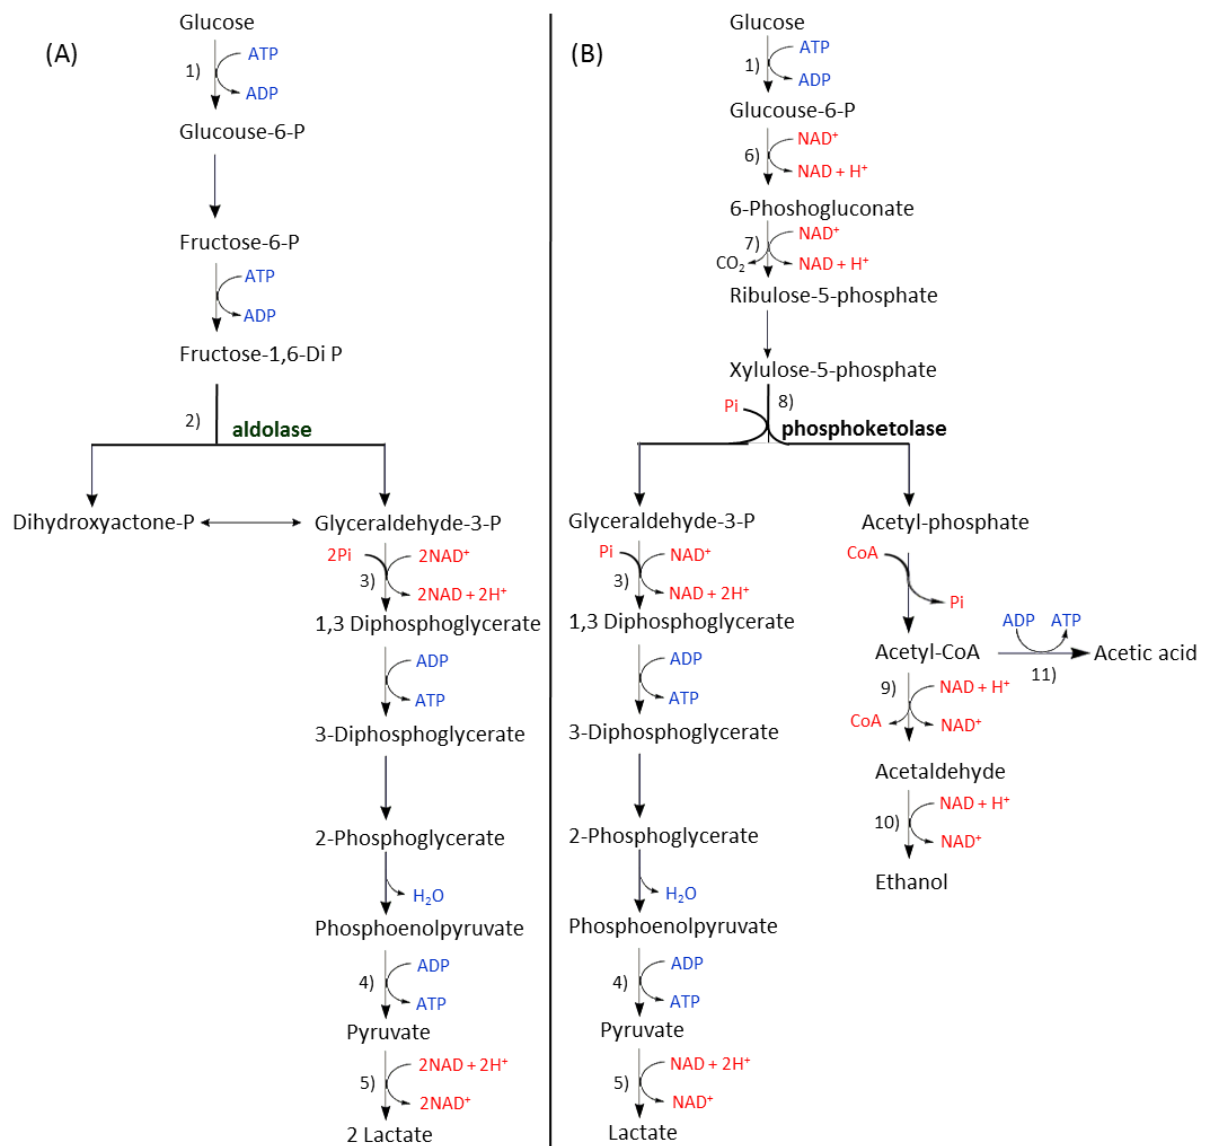 (A)
Glucose
1)
ATP
ADP
Glucouse-6-P
Fructose-6-P
ATP
ADP
Fructose-1,6-Di P
2)
aldolase
Dihydroxyactone-P
Glyceraldehyde-3-P
2Pi
2NAD⁺
3)
2NAD + 2H⁺
1,3 Diphosphoglycerate
ADP
ATP
3-Diphosphoglycerate
2-Phosphoglycerate
H₂O
Phosphoenolpyruvate
4)
ADP
ATP
Pyruvate
5)
2NAD + 2H⁺
2NAD⁺
2 Lactate
(B)
Glucose
1)
ATP
ADP
Glucouse-6-P
6)
NAD⁺
NAD + H⁺
6-Phoshogluconate
7)
NAD⁺
CO₂
NAD + H⁺
Ribulose-5-phosphate
Xylulose-5-phosphate
Pi
8)
phosphoketolase
Glyceraldehyde-3-P
Pi
NAD⁺
3)
NAD + 2H⁺
1,3 Diphosphoglycerate
ADP
ATP
3-Diphosphoglycerate
2-Phosphoglycerate
H₂O
Phosphoenolpyruvate
4)
ADP
ATP
Pyruvate
5)
NAD + 2H⁺
NAD⁺
Lactate
Acetyl-phosphate
CoA
Pi
Acetyl-CoA
ADP
ATP
11)
Acetic acid
9)
NAD + H⁺
CoA
NAD⁺
Acetaldehyde
10)
NAD + H⁺
NAD⁺
Ethanol